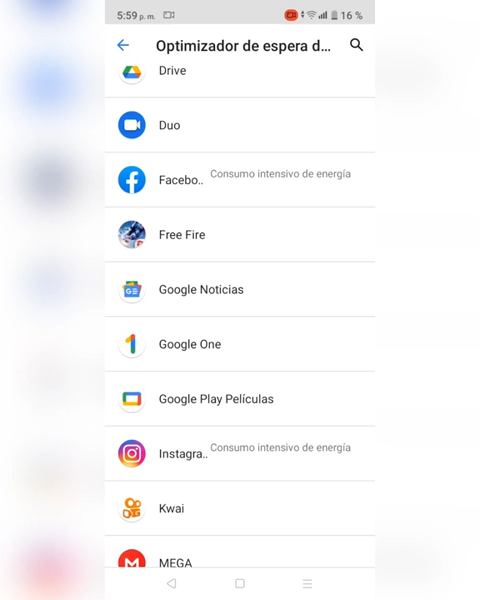 5:59 p. m. 16 %
Optimizador de espera d...
Drive
Duo
Facebo.. Consumo intensivo de energía
Free Fire
Google Noticias
Google One
Google Play Películas
Instagra.. Consumo intensivo de energía
Kwai
MEGA